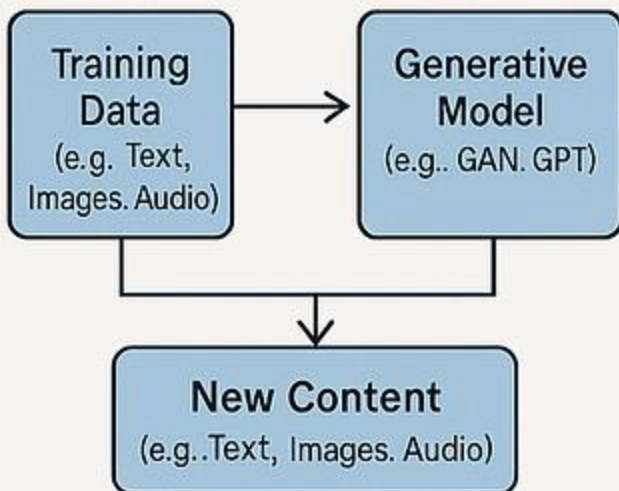 Training
Data
(e.g. Text,
Images. Audio)
Generative
Model
(e.g.. GAN. GPT)
New Content
(e.g..Text, Images. Audio)